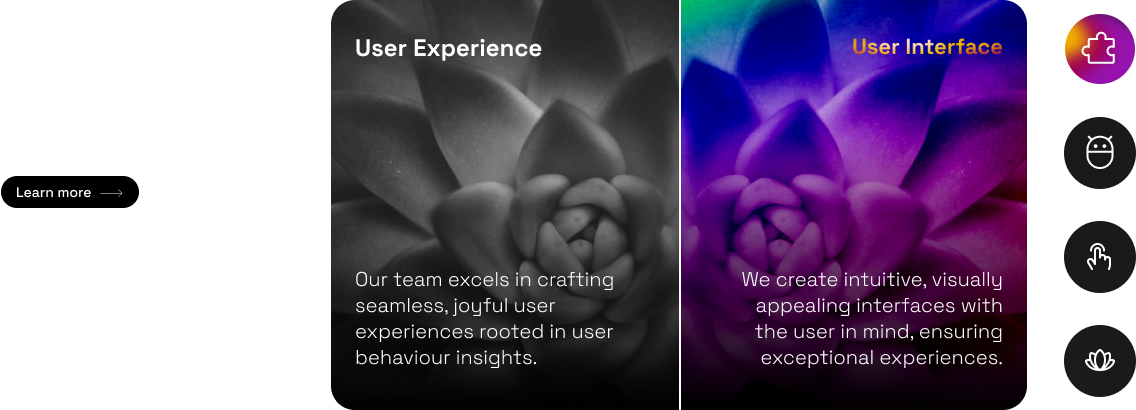 User Experience
User Interface
Learn more
Our team excels in crafting
seamless, joyful user
experiences rooted in user
behaviour insights.
We create intuitive, visually
appealing interfaces with
the user in mind, ensuring
exceptional experiences.